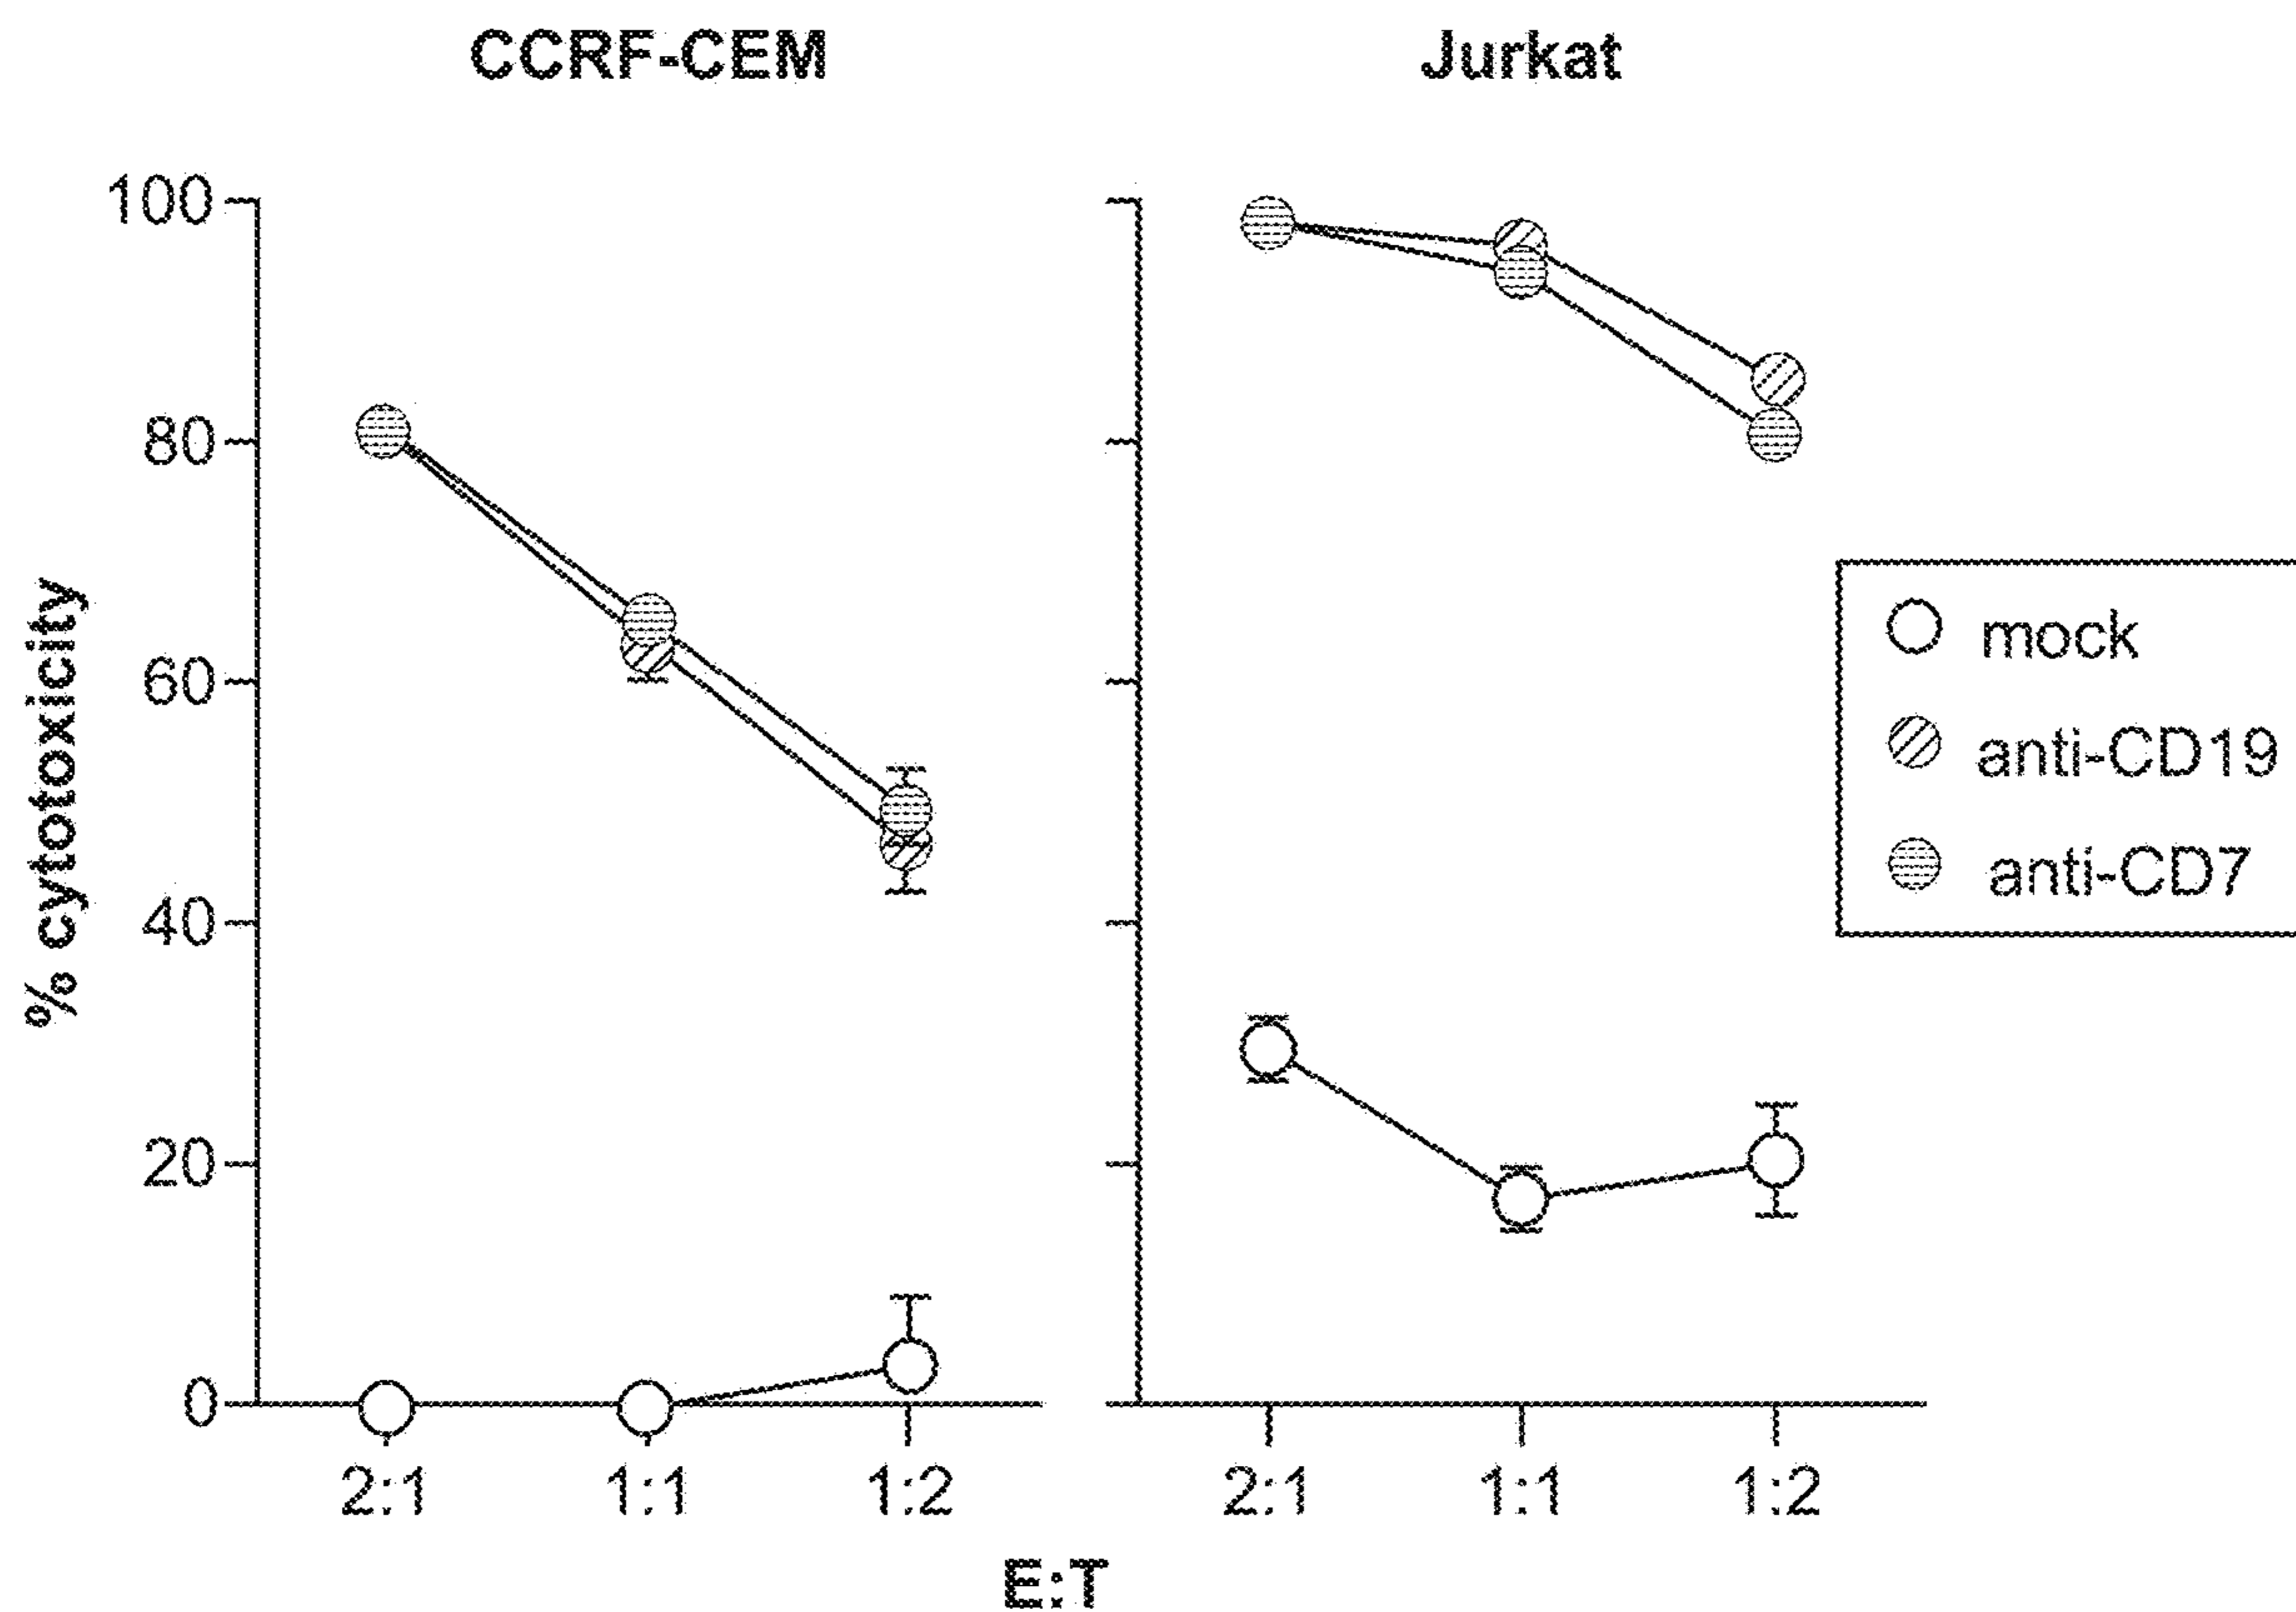 CCRF-CEM
Jurkat
% cytotoxicity
100
80
60
40
20
0
mock
anti-CD19
anti-CD7
2:1 1:1 1:2
2:1 1:1 1:2
E:T